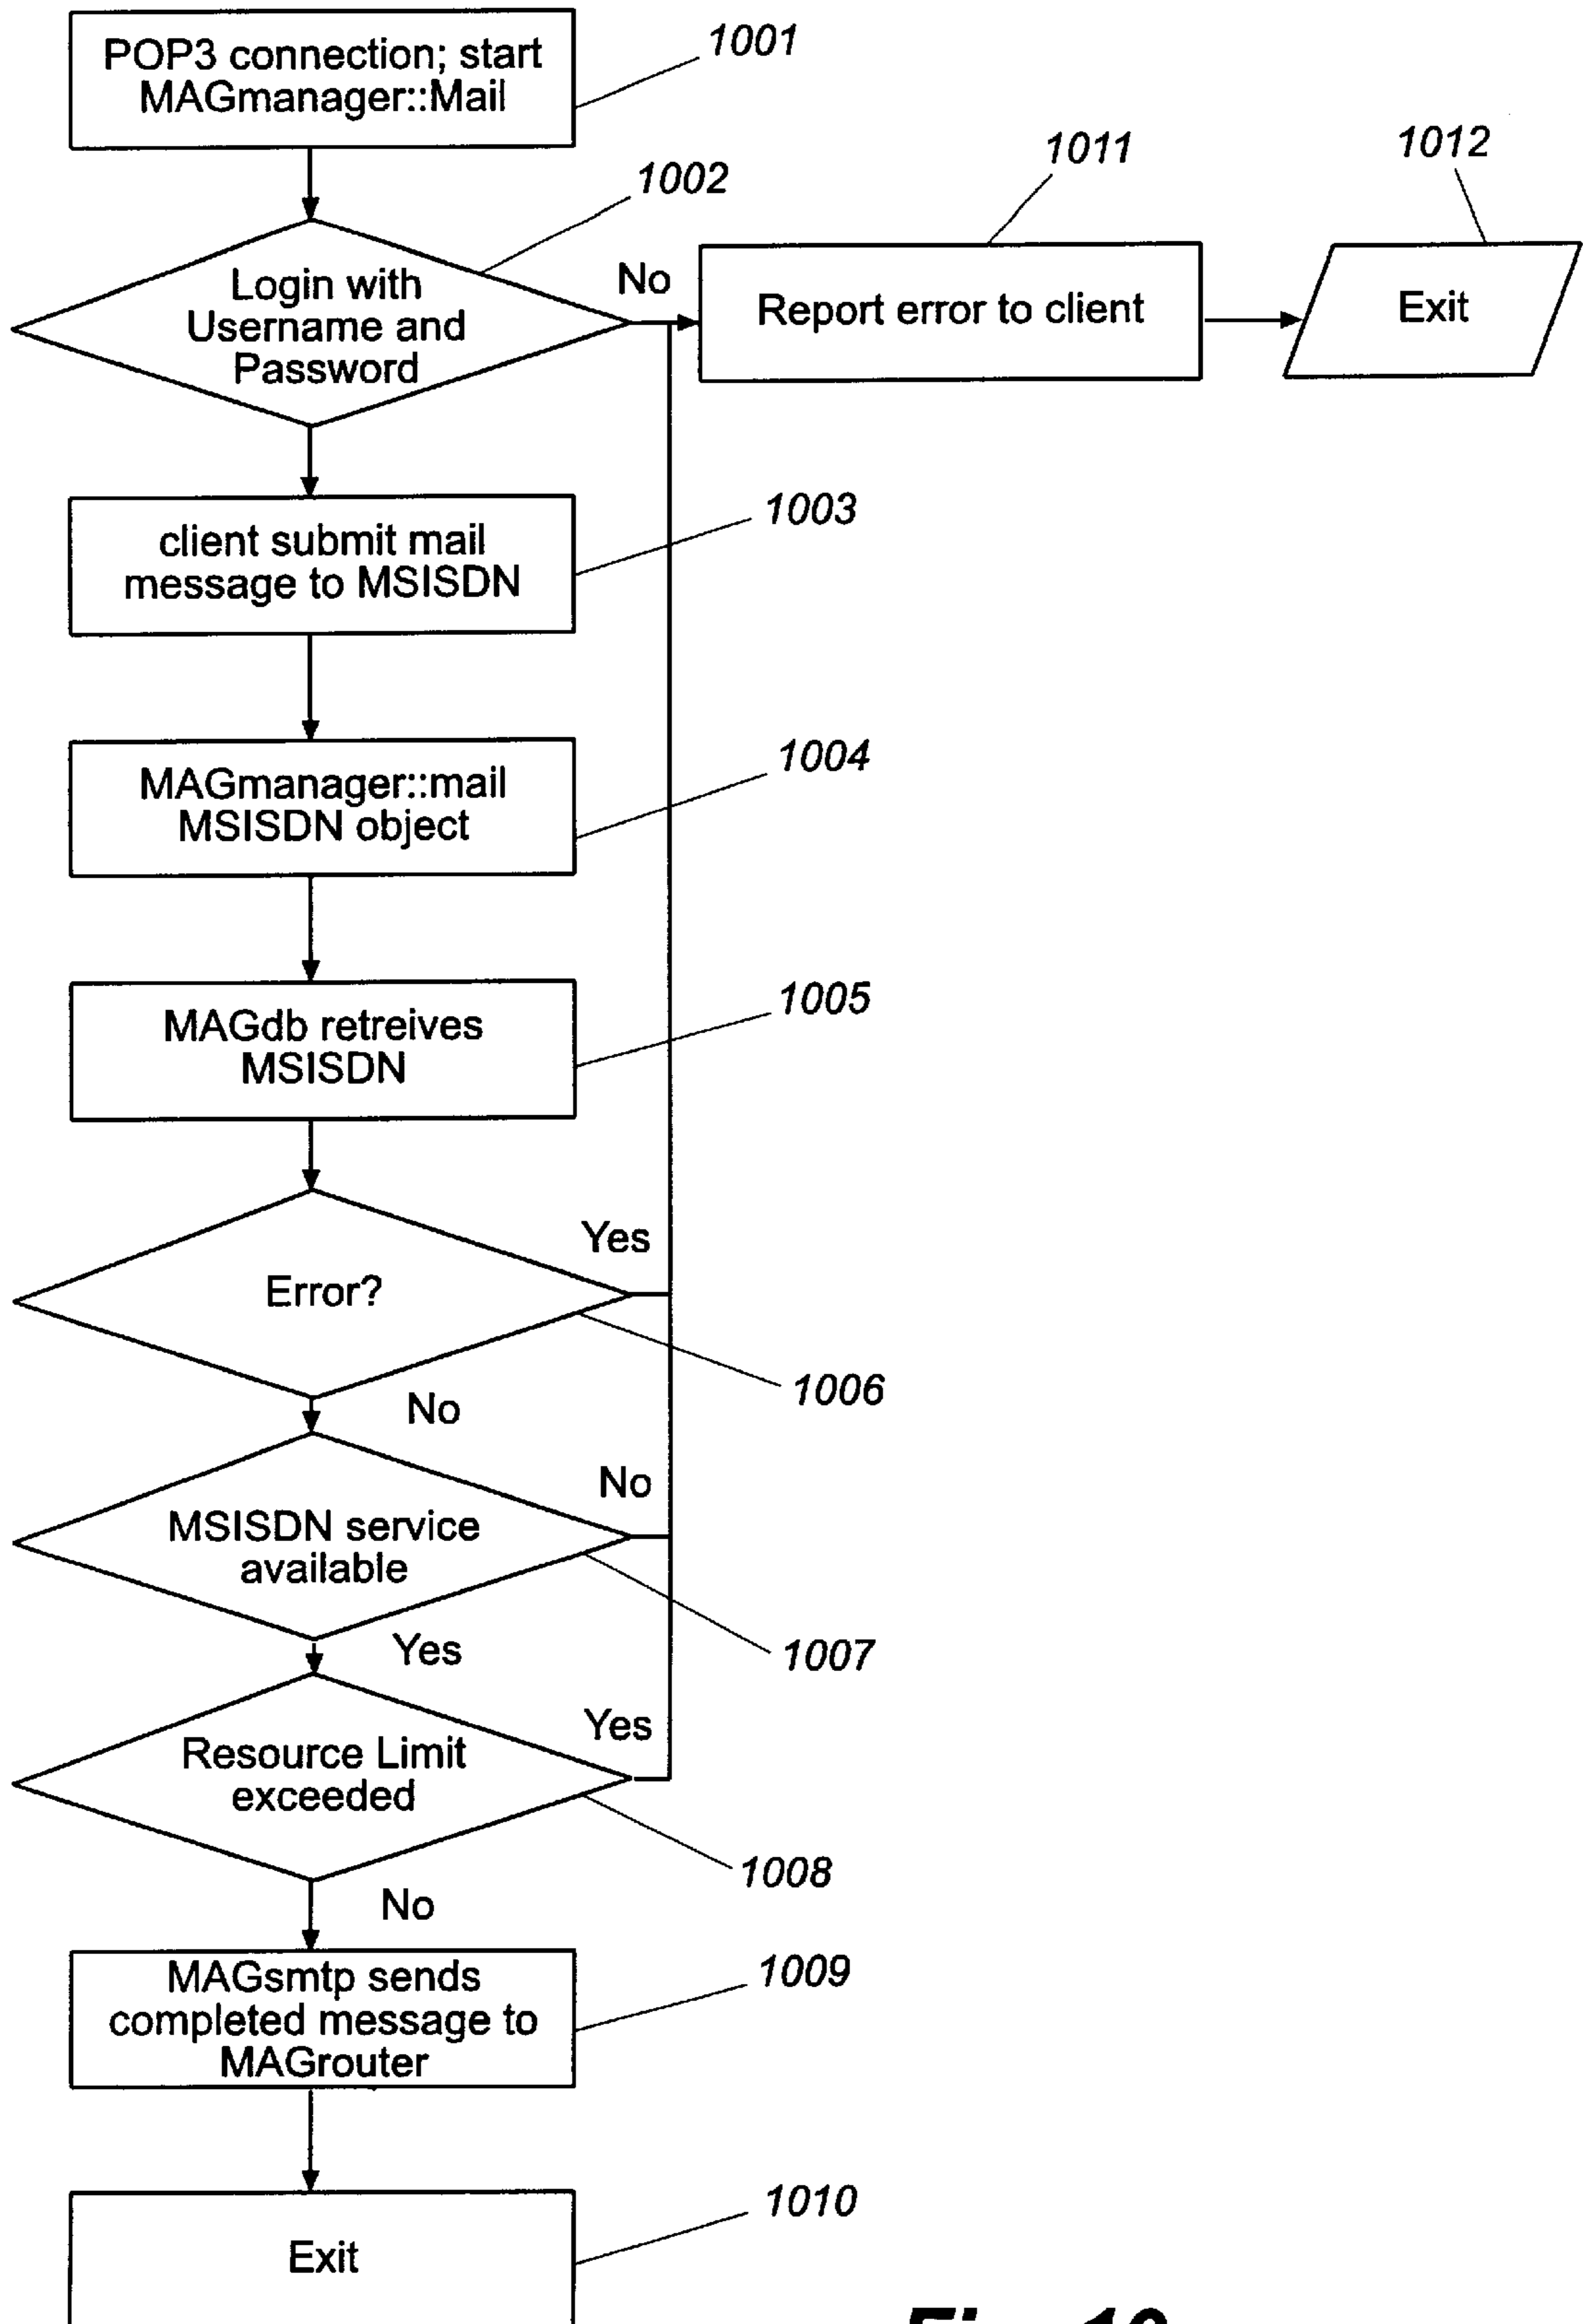 POP3 connection; start
MAGmanager::Mail
1001
1002
Login with
Username and
Password
No
1011
Report error to client
1012
Exit
client submit mail
message to MSISDN
1003
MAGmanager::mail
MSISDN object
1004
MAGdb retreives
MSISDN
1005
Error?
Yes
1006
No
MSISDN service
available
No
1007
Yes
Resource Limit
exceeded
Yes
1008
No
MAGsmtp sends
completed message to
MAGrouter
1009
Exit
1010